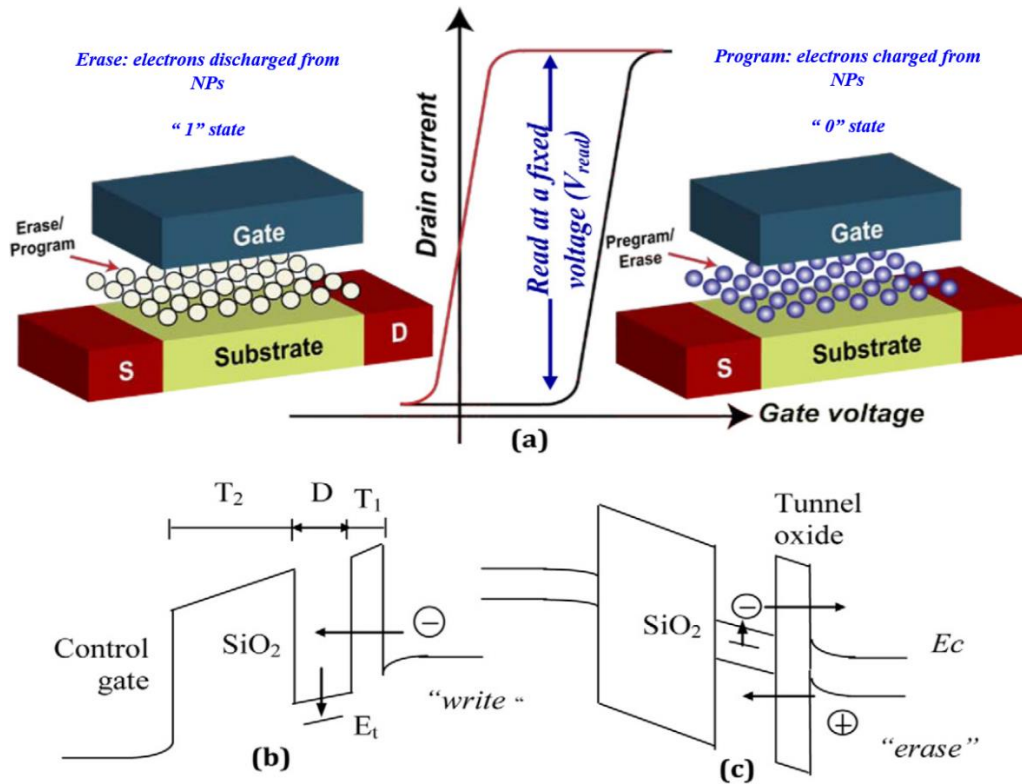 Erase: electrons discharged from
NPs
“ 1” state
Erase/
Program
Gate
Substrate
S
D
Drain current
Read at a fixed
voltage (Vread)
Gate voltage
(a)
Program: electrons charged from
NPs
“ 0” state
Pregram/
Erase
Gate
Substrate
S
T2
D
T1
Control
gate
SiO2
−
“write “
Et
(b)
Tunnel
oxide
SiO2
−
Ec
+
“erase”
(c)